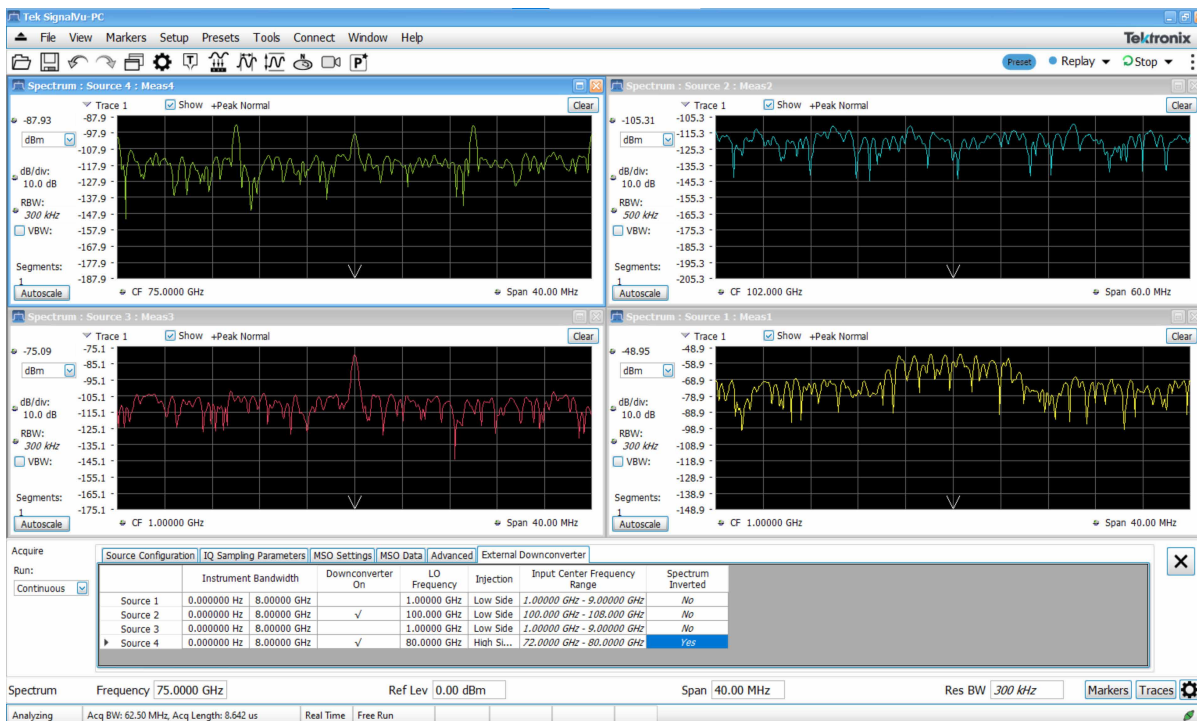 Tek SignalVu-PC
File View Markers Setup Presets Tools Connect Window Help
Tektronix
Preset Replay Stop
Spectrum : Source 4 : Meas4
Trace 1 Show +Peak Normal Clear
-87.93
dBm
dB/div:
10.0 dB
RBW:
300 kHz
VBW:
Segments:
1
Autoscale
-87.9
-97.9
-107.9
-117.9
-127.9
-137.9
-147.9
-157.9
-167.9
-177.9
-187.9
CF 75.0000 GHz Span 40.00 MHz
Spectrum : Source 2 : Meas2
Trace 1 Show +Peak Normal Clear
-105.31
dBm
dB/div:
10.0 dB
RBW:
500 kHz
VBW:
Segments:
1
Autoscale
-105.3
-115.3
-125.3
-135.3
-145.3
-155.3
-165.3
-175.3
-185.3
-195.3
-205.3
CF 102.000 GHz Span 60.0 MHz
Spectrum : Source 3 : Meas3
Trace 1 Show +Peak Normal Clear
-75.09
dBm
dB/div:
10.0 dB
RBW:
300 kHz
VBW:
Segments:
1
Autoscale
-75.1
-85.1
-95.1
-105.1
-115.1
-125.1
-135.1
-145.1
-155.1
-165.1
-175.1
CF 1.00000 GHz Span 40.00 MHz
Spectrum : Source 1 : Meas1
Trace 1 Show +Peak Normal Clear
-48.95
dBm
dB/div:
10.0 dB
RBW:
300 kHz
VBW:
Segments:
1
Autoscale
-48.9
-58.9
-68.9
-78.9
-88.9
-98.9
-108.9
-118.9
-128.9
-138.9
-148.9
CF 1.00000 GHz Span 40.00 MHz
Acquire
Run:
Continuous
Source Configuration IQ Sampling Parameters MSO Settings MSO Data Advanced External Downconverter
Instrument Bandwidth Downconverter On LO Frequency Injection Input Center Frequency Range Spectrum Inverted
Source 1 0.000000 Hz 8.00000 GHz 1.00000 GHz Low Side 1.00000 GHz - 9.00000 GHz No
Source 2 0.000000 Hz 8.00000 GHz √ 100.000 GHz Low Side 100.000 GHz - 108.000 GHz No
Source 3 0.000000 Hz 8.00000 GHz 1.00000 GHz Low Side 1.00000 GHz - 9.00000 GHz No
Source 4 0.000000 Hz 8.00000 GHz √ 80.0000 GHz High Si... 72.0000 GHz - 80.0000 GHz Yes
Spectrum Frequency 75.0000 GHz Ref Lev 0.00 dBm Span 40.00 MHz Res BW 300 kHz Markers Traces
Analyzing Acq BW: 62.50 MHz, Acq Length: 8.642 us Real Time Free Run